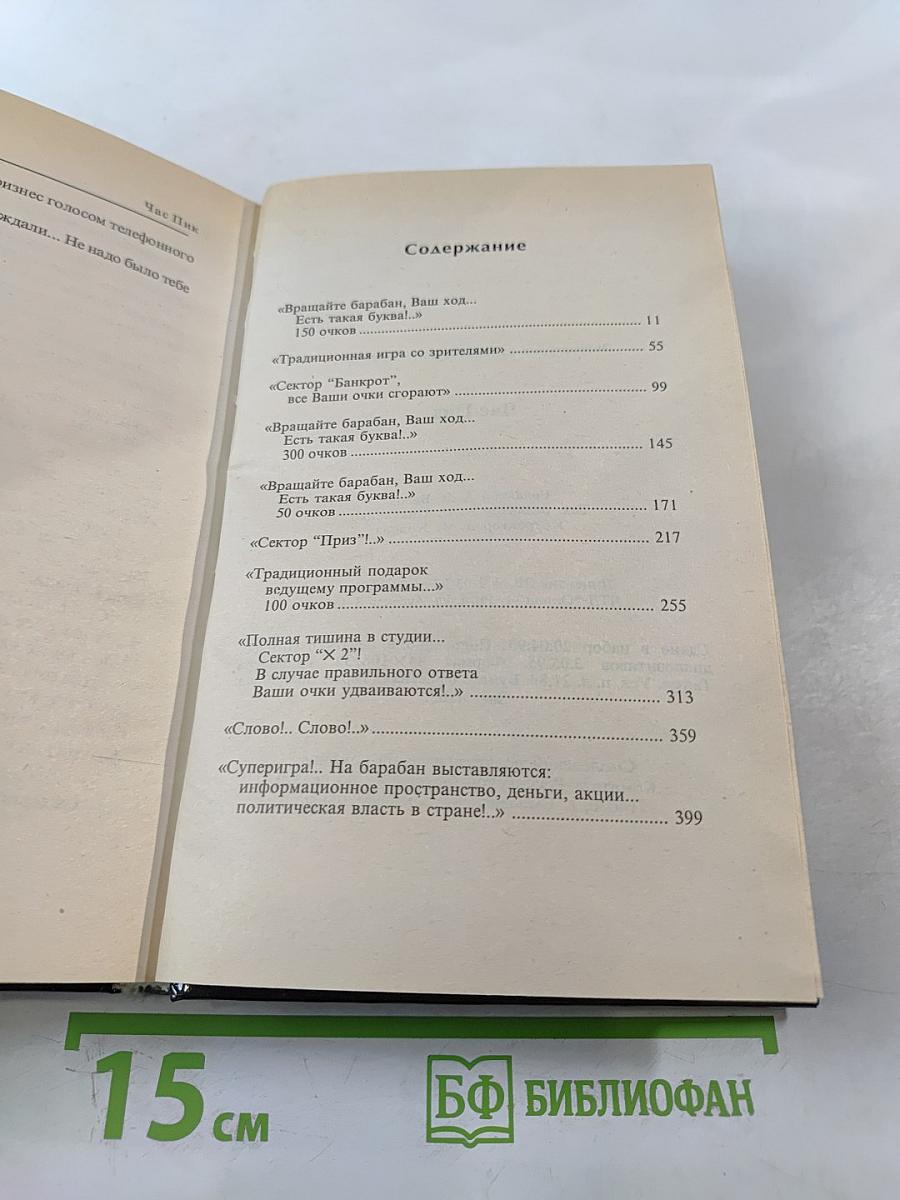 Час Пик
бизнес голосом телефонного
ждали... Не надо было тебе
Содержание
«Вращайте барабан, Ваш ход...
Есть такая буква!..»
150 очков ........ 11
«Традиционная игра со зрителями» ........ 55
«Сектор “Банкрот”,
все Ваши очки сгорают» ........ 99
«Вращайте барабан, Ваш ход...
Есть такая буква!..»
300 очков ........ 145
«Вращайте барабан, Ваш ход...
Есть такая буква!..»
50 очков ........ 171
«Сектор “Приз”!..» ........ 217
«Традиционный подарок
ведущему программы...»
100 очков ........ 255
«Полная тишина в студии...
Сектор “× 2”!
В случае правильного ответа
Ваши очки удваиваются!..» ........ 313
«Слово!.. Слово!..» ........ 359
«Суперигра!.. На барабан выставляются:
информационное пространство, деньги, акции...
политическая власть в стране!..» ........ 399
15 см
БФ БИБЛИОФАН